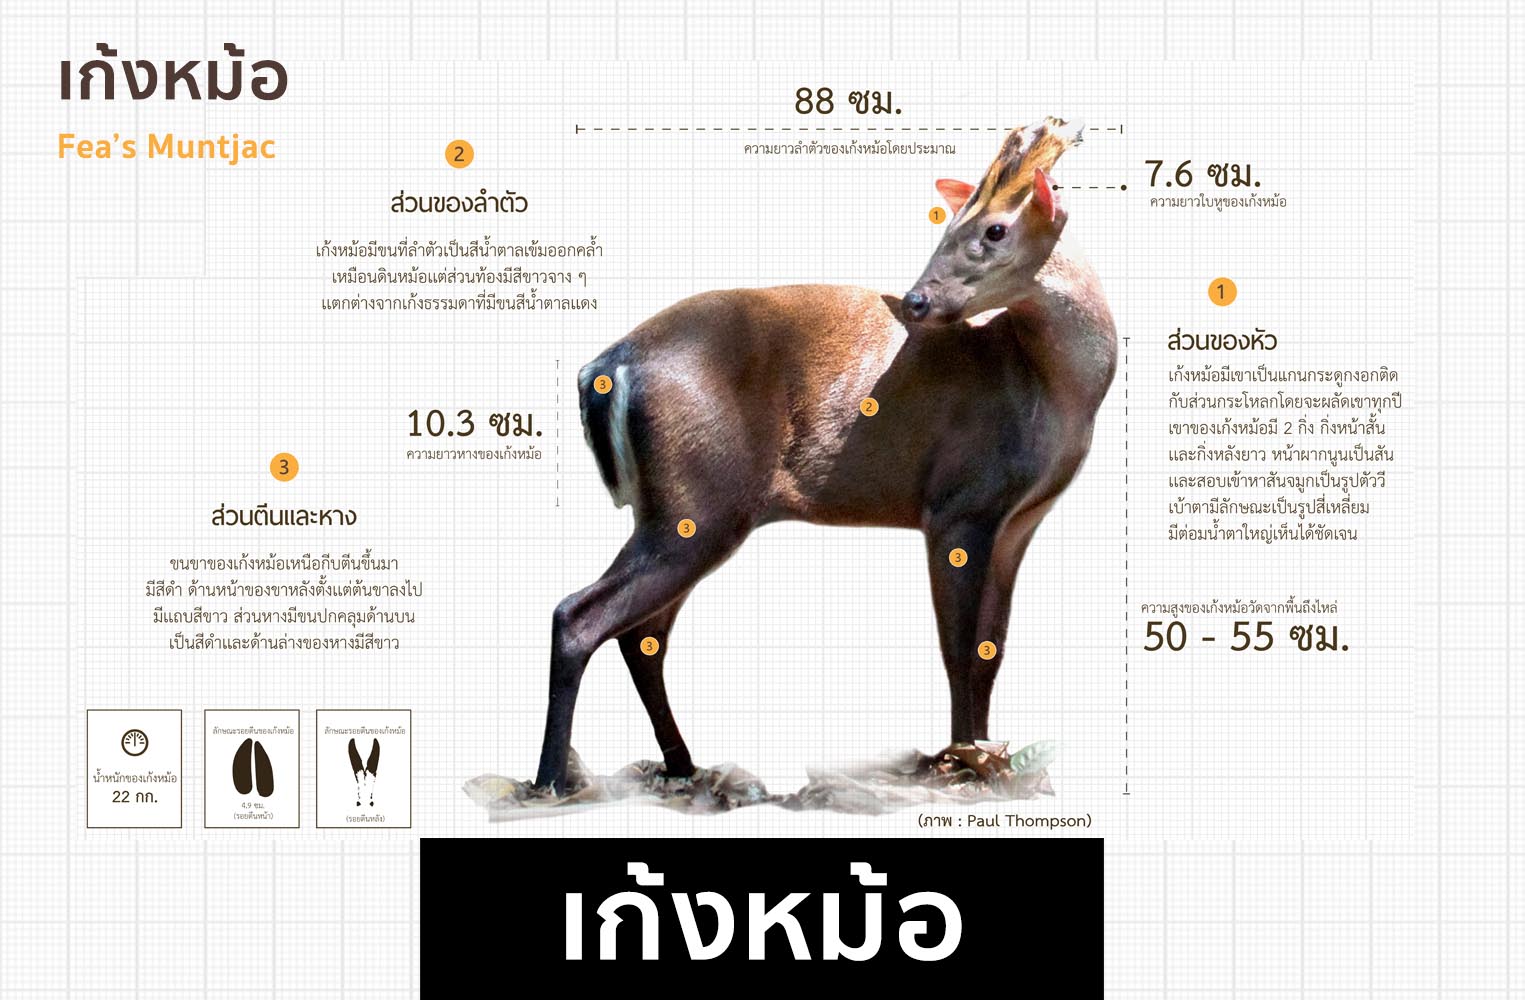 เก้งหม้อ
Fea's Muntjac
88 ซม.
ความยาวลำตัวของเก้งหม้อโดยประมาณ
7.6 ซม.
ความยาวใบหูของเก้งหม้อ
2
ส่วนของลำตัว
เก้งหม้อมีขนที่ลำตัวเป็นสีน้ำตาลเข้มออกคล้ำ
เหมือนดินหม้อแต่ส่วนท้องมีสีขาวจาง ๆ
แตกต่างจากเก้งธรรมดาที่มีขนสีน้ำตาลแดง
1
1
ส่วนของหัว
เก้งหม้อมีเขาเป็นแกนกระดูกงอกติด
กับส่วนกระโหลกโดยจะผลัดเขาทุกปี
เขาของเก้งหม้อมี 2 กิ่ง กิ่งหน้าสั้น
และกิ่งหลังยาว หน้าผากนูนเป็นสัน
และสอบเข้าหาสันจมูกเป็นรูปตัววี
เบ้าตามีลักษณะเป็นรูปสี่เหลี่ยม
มีต่อมน้ำตาใหญ่เห็นได้ชัดเจน
3
2
10.3 ซม.
ความยาวหางของเก้งหม้อ
3
ส่วนตีนและหาง
ขนขาของเก้งหม้อเหนือกีบตีนขึ้นมา
มีสีดำ ด้านหน้าของขาหลังตั้งแต่ต้นขาลงไป
มีแถบสีขาว ส่วนหางมีขนปกคลุมด้านบน
เป็นสีดำและด้านล่างของหางมีสีขาว
3
3
3
3
ความสูงของเก้งหม้อวัดจากพื้นถึงไหล่
50 - 55 ซม.
น้ำหนักของเก้งหม้อ
22 กก.
ลักษณะรอยตีนของเก้งหม้อ
4.9 ซม.
(รอยตีนหน้า)
ลักษณะรอยตีนของเก้งหม้อ
(รอยตีนหลัง)
(ภาพ : Paul Thompson)
เก้งหม้อ